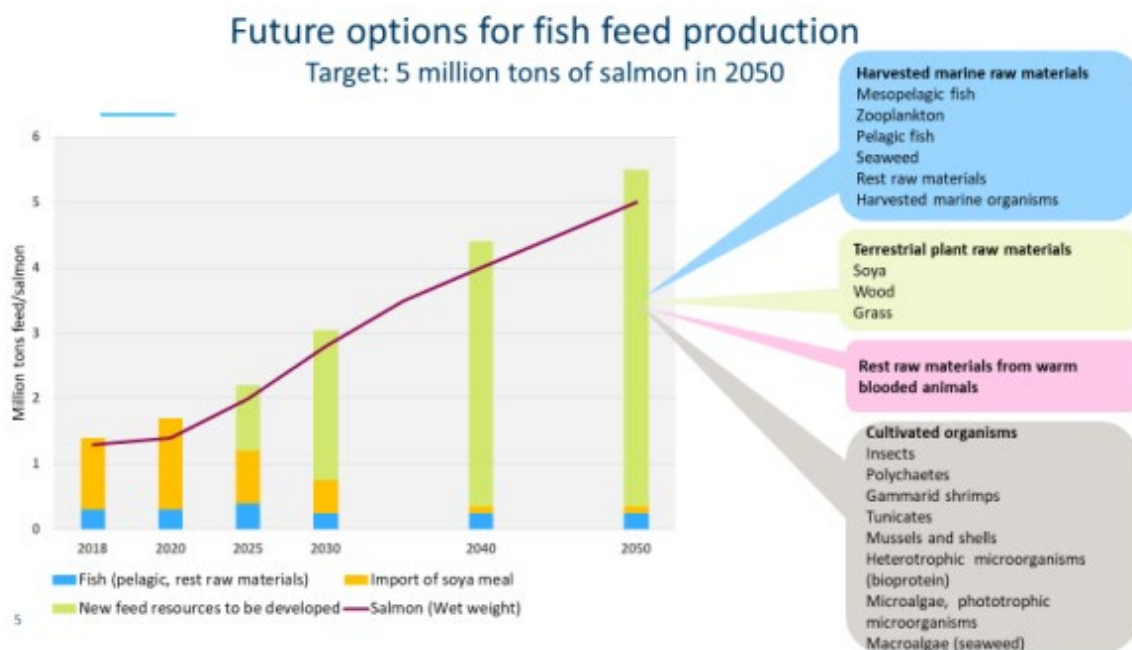 Future options for fish feed production
Target: 5 million tons of salmon in 2050
Million tons feed/salmon
6
5
4
3
2
1
0
2018
2020
2025
2030
2040
2050
Fish (pelagic, rest raw materials)
Import of soya meal
New feed resources to be developed
Salmon (Wet weight)
5
Harvested marine raw materials
Mesopelagic fish
Zooplankton
Pelagic fish
Seaweed
Rest raw materials
Harvested marine organisms
Terrestrial plant raw materials
Soya
Wood
Grass
Rest raw materials from warm
blooded animals
Cultivated organisms
Insects
Polychaetes
Gammarid shrimps
Tunicates
Mussels and shells
Heterotrophic microorganisms
(bioprotein)
Microalgae, phototrophic
microorganisms
Macroalgae (seaweed)